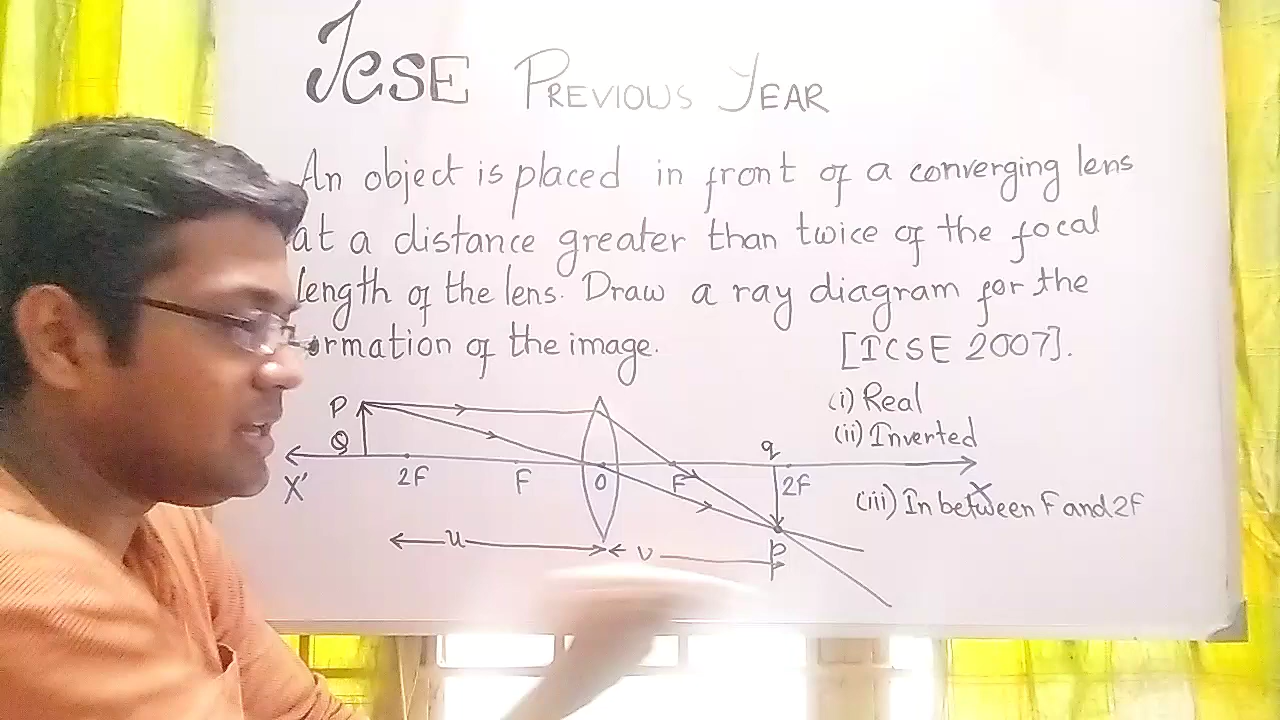 ICSE PREVIOUS YEAR
An object is placed in front of a converging lens
at a distance greater than twice of the focal
length of the lens. Draw a ray diagram for the
ormation of the image. [ICSE 2007].
(i) Real
(ii) Inverted
(iii) In between F and 2F
P
Q
q
X' 2F F O F 2F X
u v
p